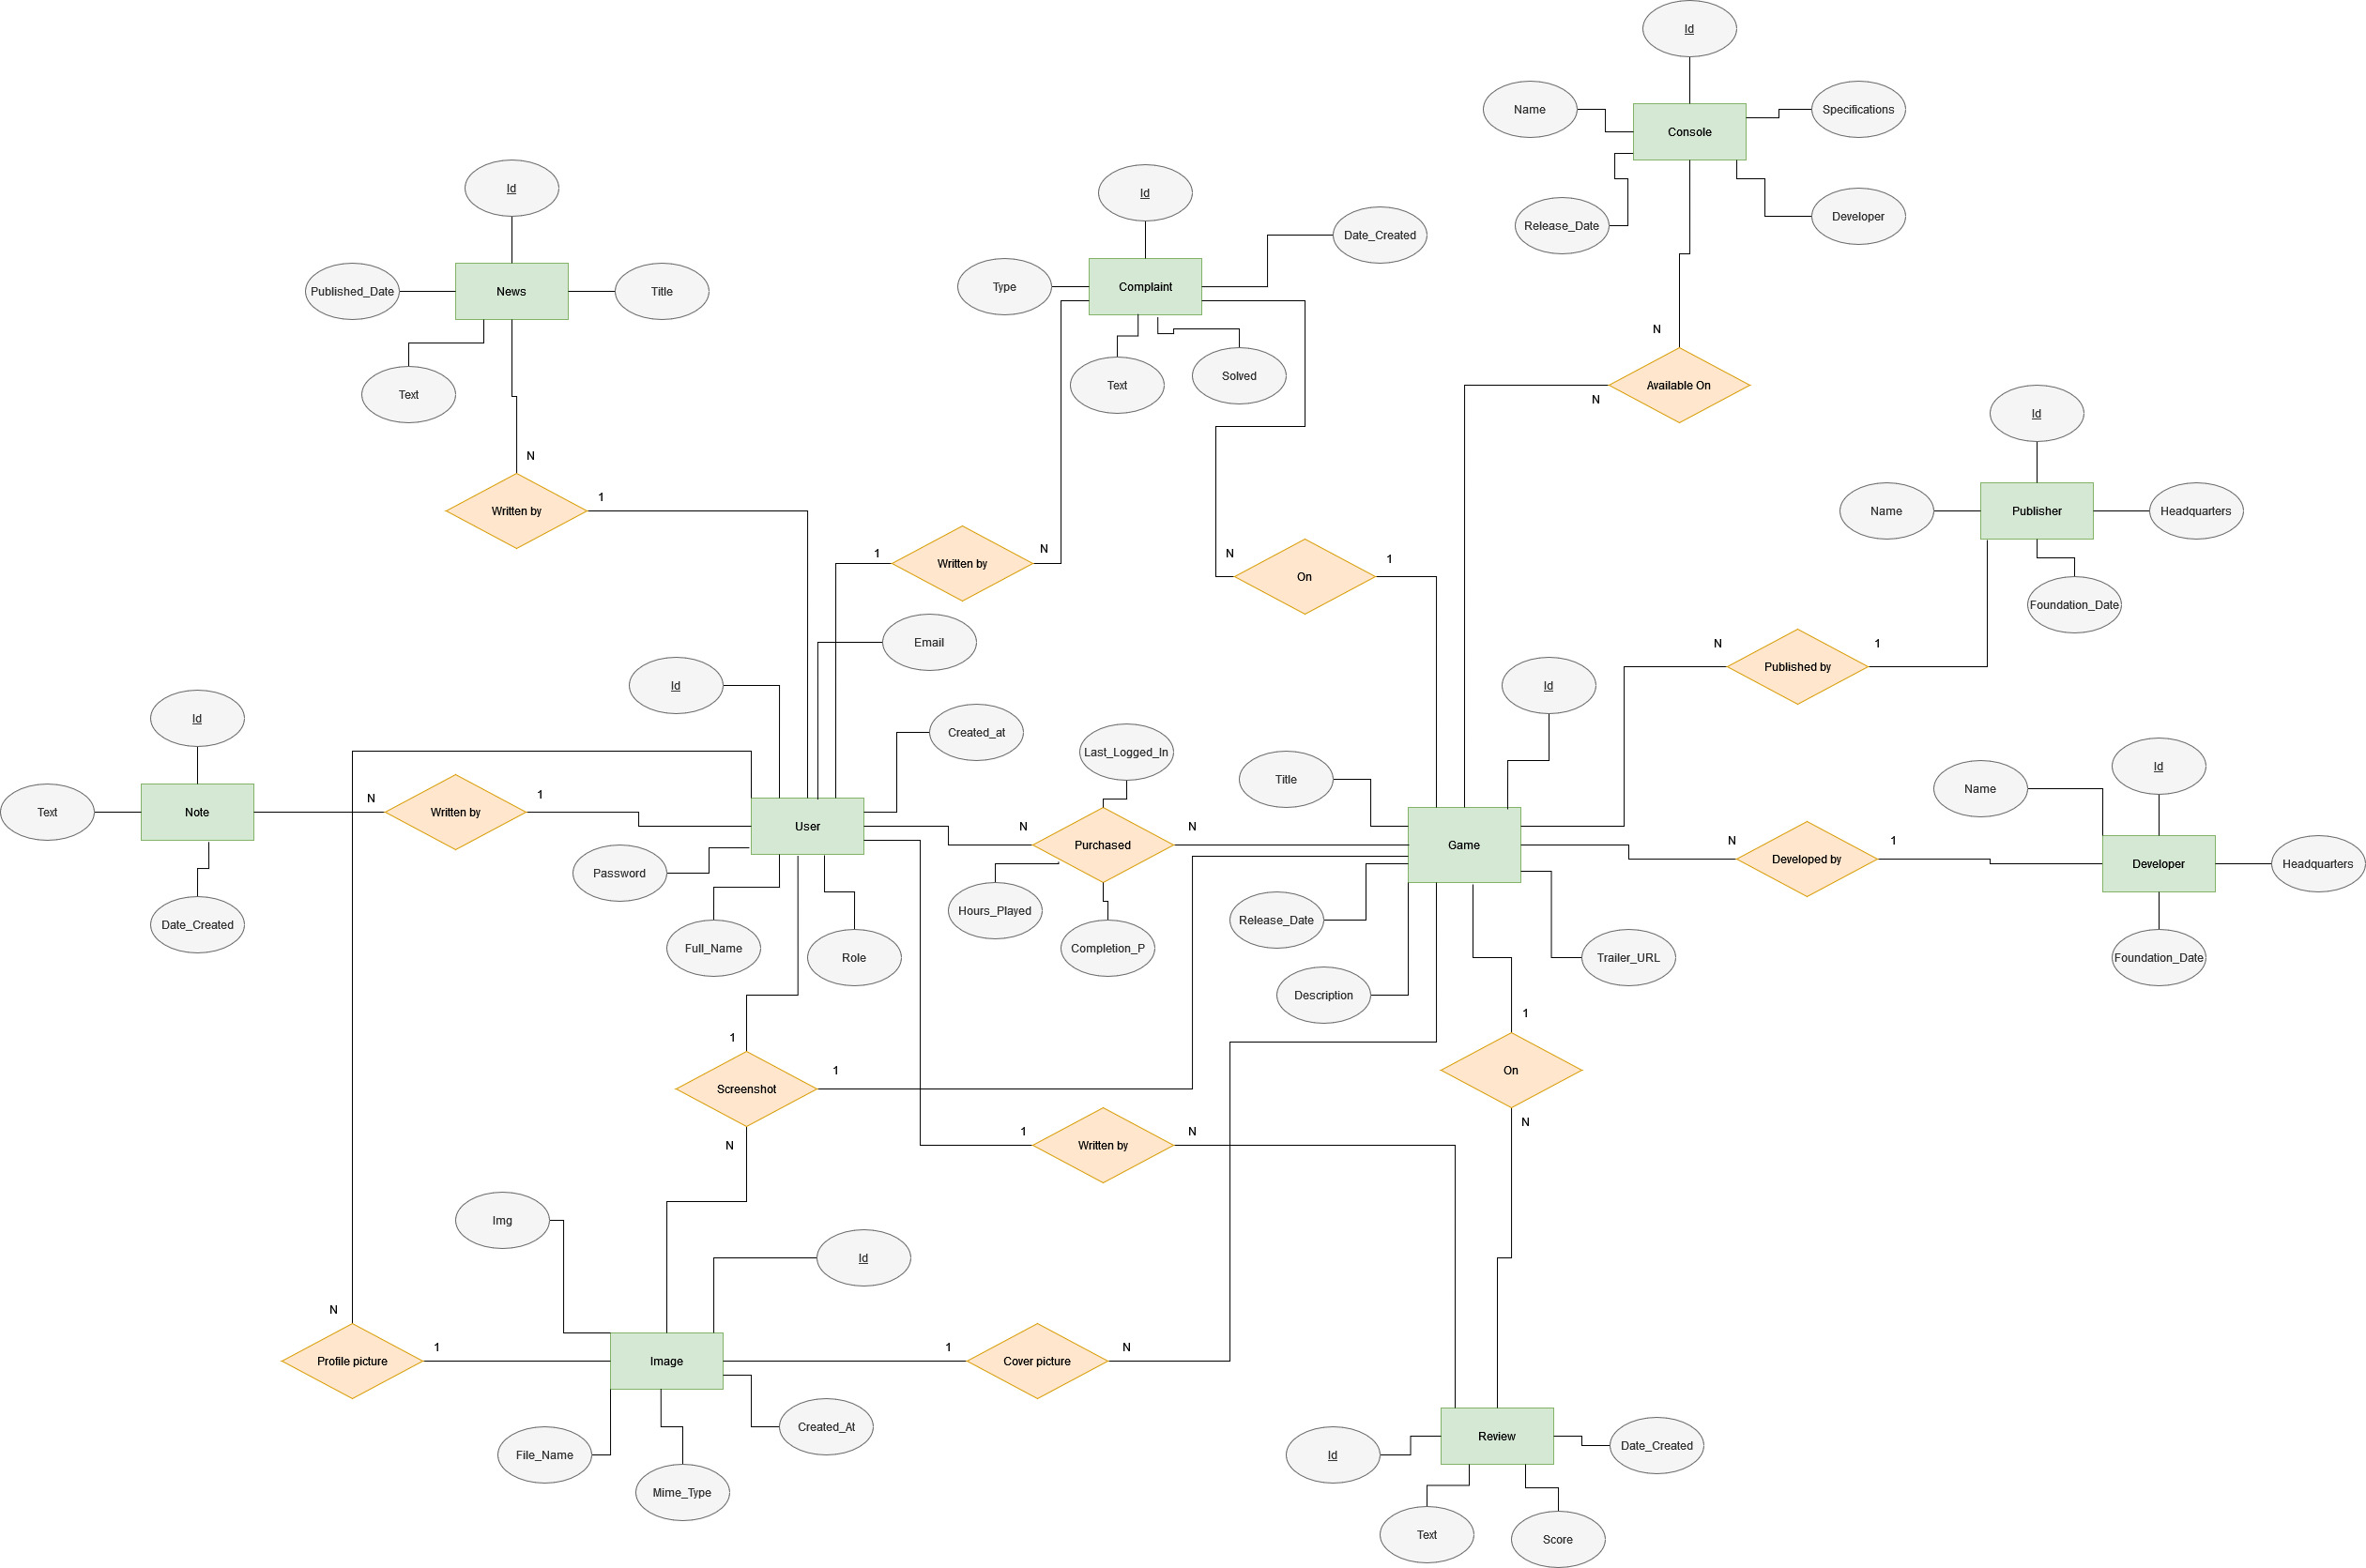 Id
Name
Specifications
Console
Release_Date
Developer
Id
Id
Date_Created
Published_Date
News
Title
Type
Complaint
Text
Text
Solved
N
Available On
N
Id
N
Written by
1
Name
Publisher
Headquarters
1
Written by
N
N
On
1
Foundation_Date
Email
N
Published by
1
Id
Id
Id
Created_at
Last_Logged_In
Title
Id
Name
Text
Note
N
Written by
1
User
N
Purchased
N
Game
N
Developed by
1
Developer
Headquarters
Password
Date_Created
Full_Name
Role
Hours_Played
Completion_P
Release_Date
Description
Trailer_URL
Foundation_Date
1
1
Screenshot
1
On
N
N
1
Written by
N
Img
Id
N
Profile picture
1
Image
1
Cover picture
N
File_Name
Mime_Type
Created_At
Id
Review
Date_Created
Text
Score